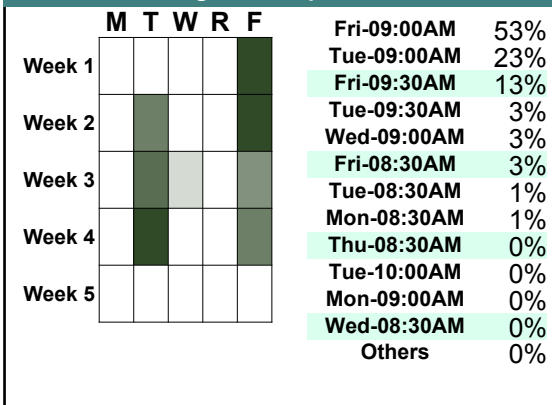 M T W R F
Week 1
Week 2
Week 3
Week 4
Week 5
Fri-09:00AM 53%
Tue-09:00AM 23%
Fri-09:30AM 13%
Tue-09:30AM 3%
Wed-09:00AM 3%
Fri-08:30AM 3%
Tue-08:30AM 1%
Mon-08:30AM 1%
Thu-08:30AM 0%
Tue-10:00AM 0%
Mon-09:00AM 0%
Wed-08:30AM 0%
Others 0%